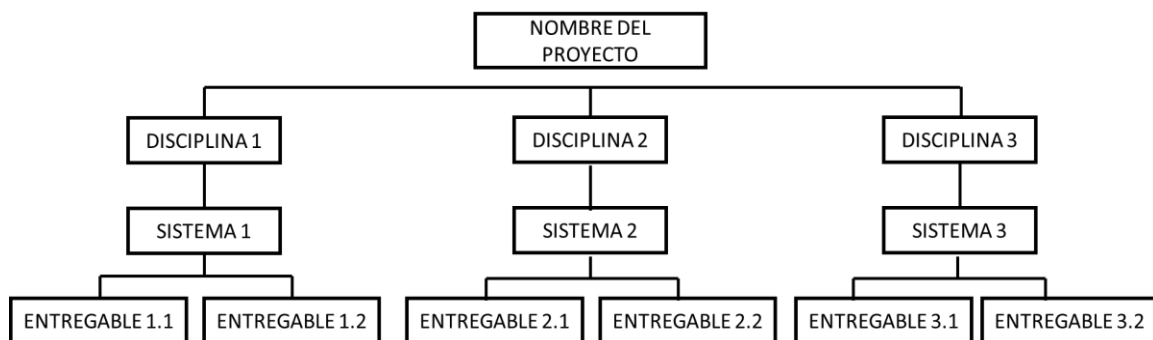 NOMBRE DEL
PROYECTO
DISCIPLINA 1
DISCIPLINA 2
DISCIPLINA 3
SISTEMA 1
SISTEMA 2
SISTEMA 3
ENTREGABLE 1.1
ENTREGABLE 1.2
ENTREGABLE 2.1
ENTREGABLE 2.2
ENTREGABLE 3.1
ENTREGABLE 3.2